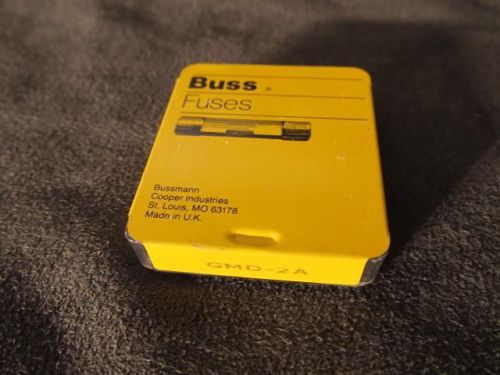 Buss®
Fuses
Bussmann
Cooper Industries
St. Louis, MO 63178
Made in U.K.
GMD-2A